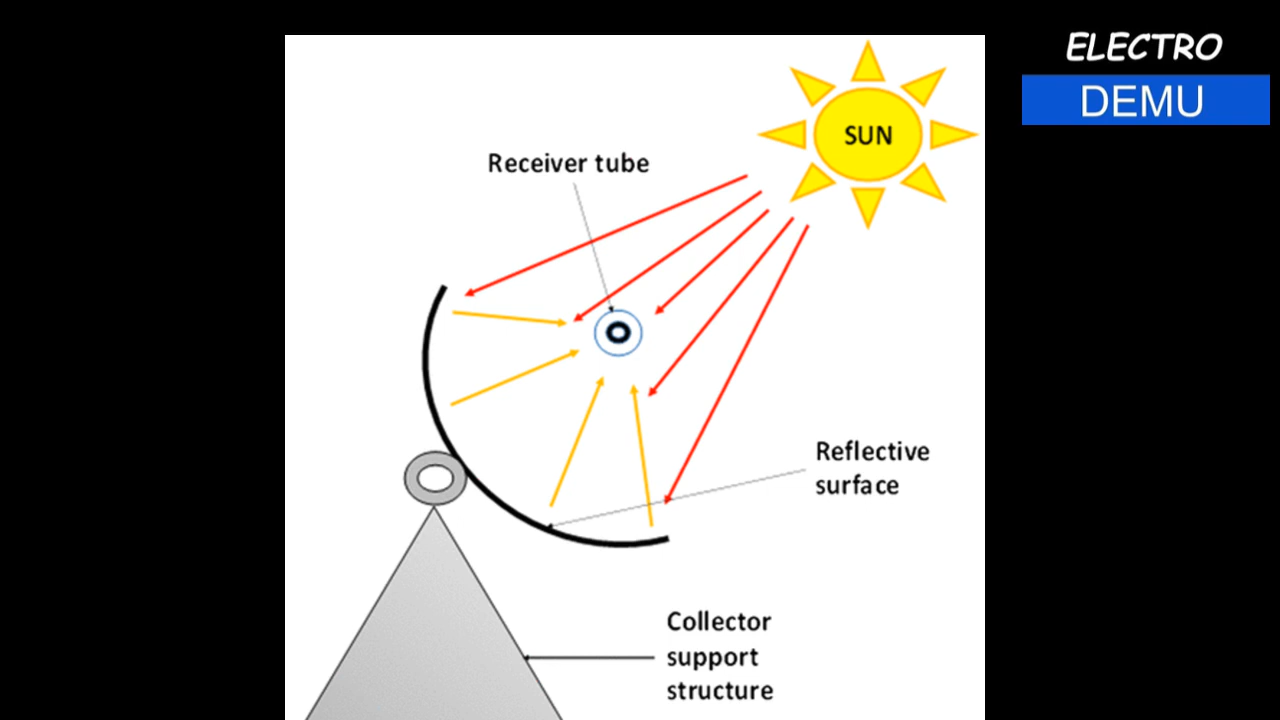 ELECTRO
DEMU
SUN
Receiver tube
Reflective
surface
Collector
support
structure